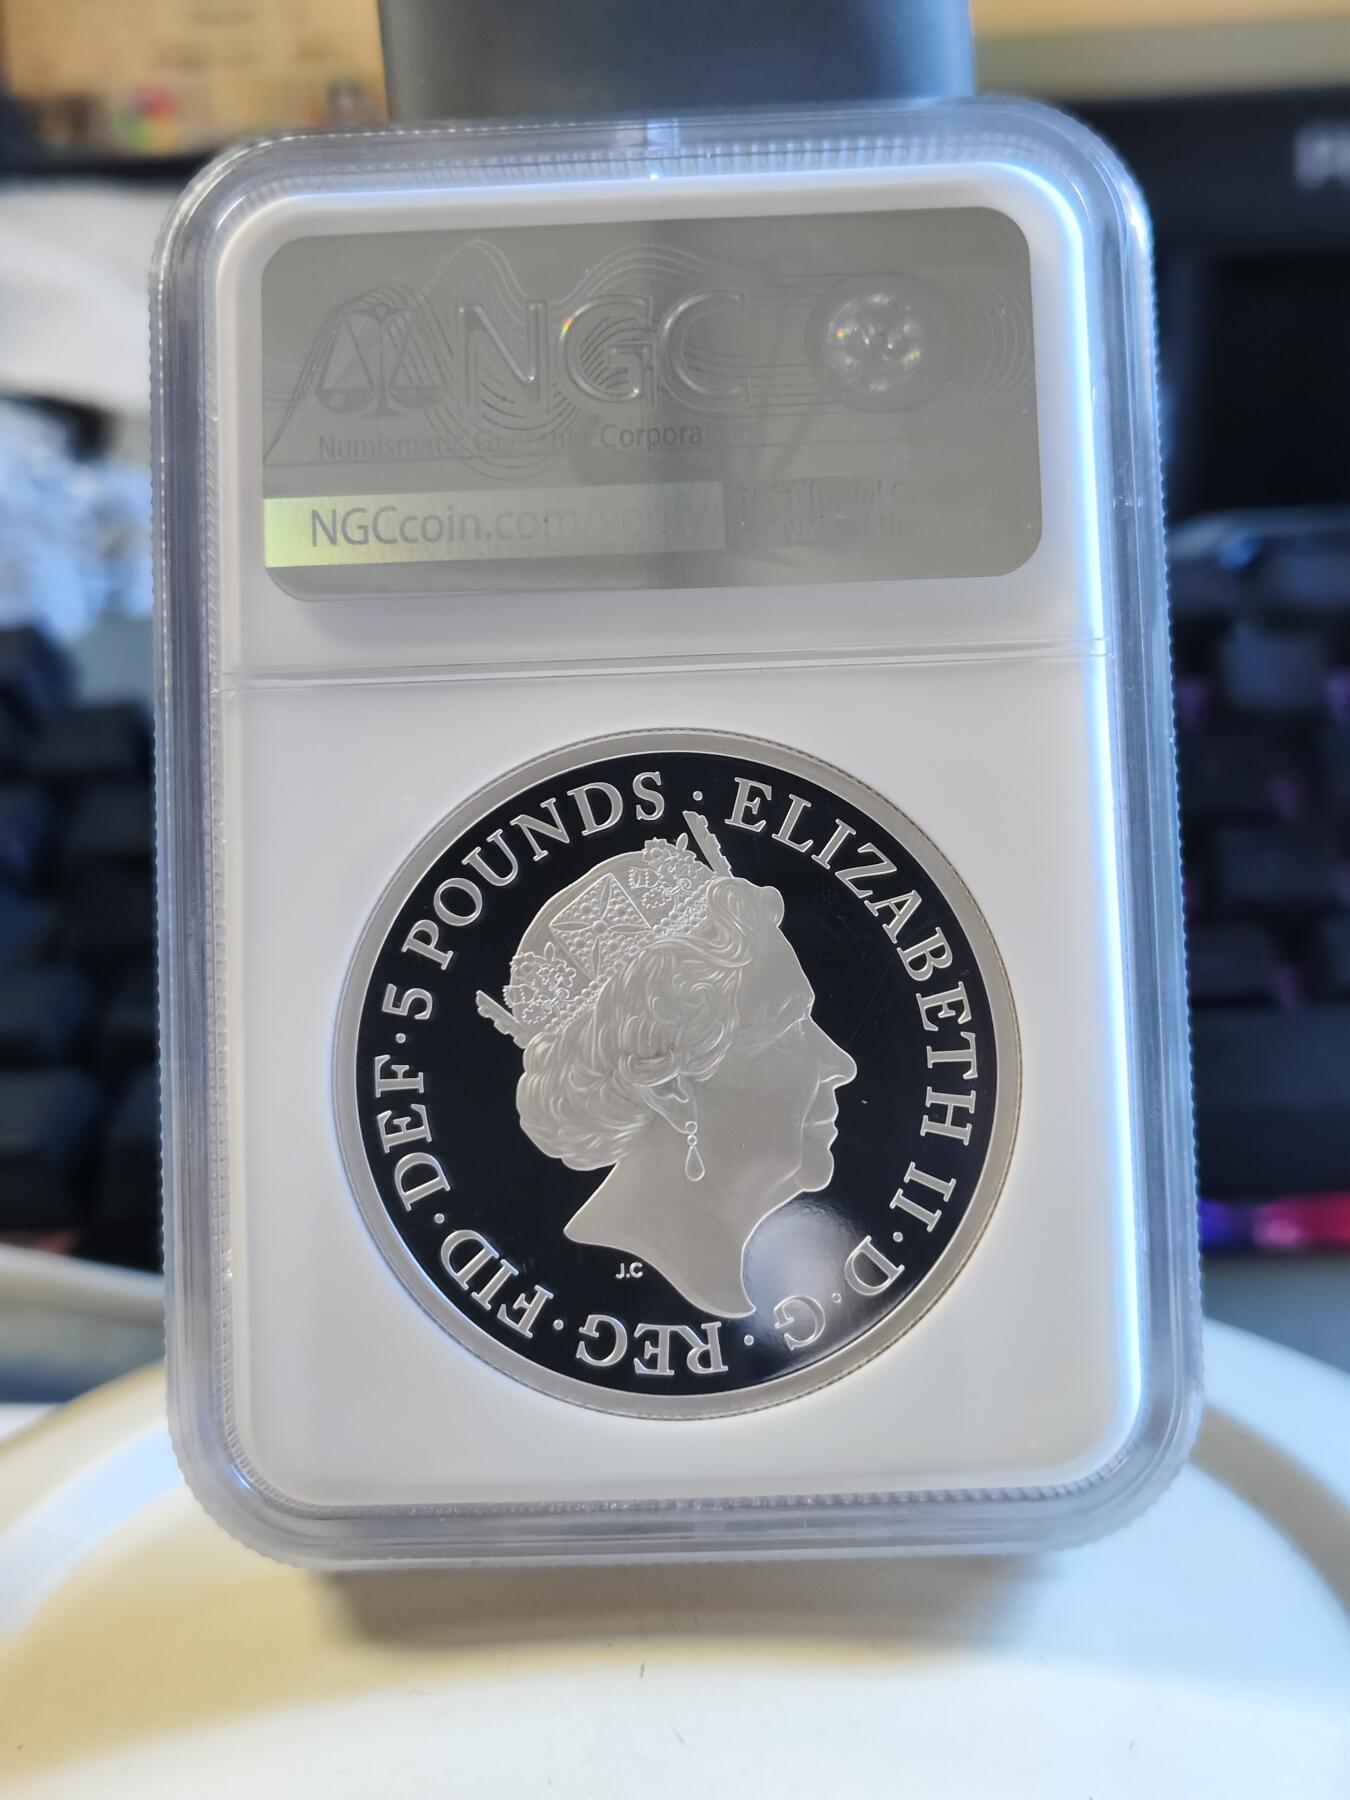 NGC
Numismatic Guaranty Corporation
NGCcoin.com/verify
ELIZABETH II · D · G · REG · FID · DEF · 5 POUNDS ·
J.C